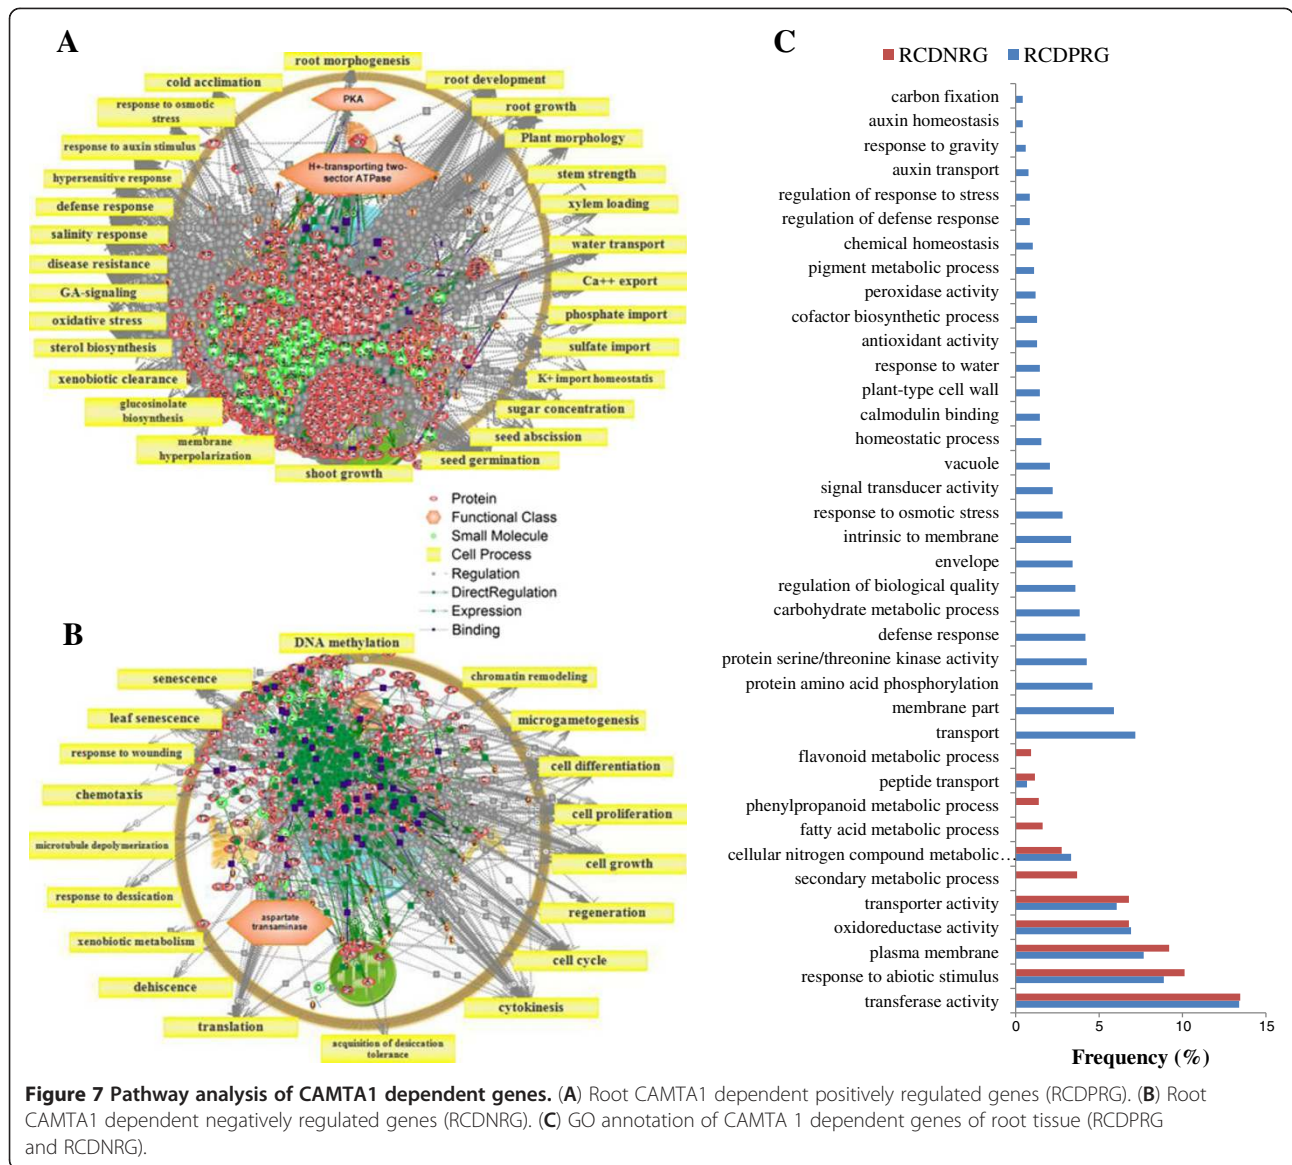 A
root morphogenesis
cold acclimation
root development
response to osmotic
stress
root growth
PKA
response to auxin stimulus
Plant morphology
H+-transporting two-
sector ATPase
hypersensitive response
stem strength
defense response
xylem loading
salinity response
water transport
disease resistance
Ca++ export
GA-signaling
phosphate import
oxidative stress
sterol biosynthesis
sulfate import
xenobiotic clearance
K+ import homeostatis
glucosinolate
biosynthesis
sugar concentration
membrane
hyperpolarization
seed abscission
shoot growth
seed germination
Protein
Functional Class
Small Molecule
Cell Process
Regulation
DirectRegulation
Expression
Binding
B
DNA methylation
senescence
chromatin remodeling
leaf senescence
microgametogenesis
response to wounding
cell differentiation
chemotaxis
cell proliferation
microtubule depolymerization
cell growth
response to dessication
aspartate
transaminase
regeneration
xenobiotic metabolism
cell cycle
dehiscence
cytokinesis
translation
acquisition of desiccation
tolerance
C
RCDNRG
RCDPRG
carbon fixation
auxin homeostasis
response to gravity
auxin transport
regulation of response to stress
regulation of defense response
chemical homeostasis
pigment metabolic process
peroxidase activity
cofactor biosynthetic process
antioxidant activity
response to water
plant-type cell wall
calmodulin binding
homeostatic process
vacuole
signal transducer activity
response to osmotic stress
intrinsic to membrane
envelope
regulation of biological quality
carbohydrate metabolic process
defense response
protein serine/threonine kinase activity
protein amino acid phosphorylation
membrane part
transport
flavonoid metabolic process
peptide transport
phenylpropanoid metabolic process
fatty acid metabolic process
cellular nitrogen compound metabolic…
secondary metabolic process
transporter activity
oxidoreductase activity
plasma membrane
response to abiotic stimulus
transferase activity
0 5 10 15
Frequency (%)
Figure 7 Pathway analysis of CAMTA1 dependent genes. (A) Root CAMTA1 dependent positively regulated genes (RCDPRG). (B) Root
CAMTA1 dependent negatively regulated genes (RCDNRG). (C) GO annotation of CAMTA 1 dependent genes of root tissue (RCDPRG
and RCDNRG).